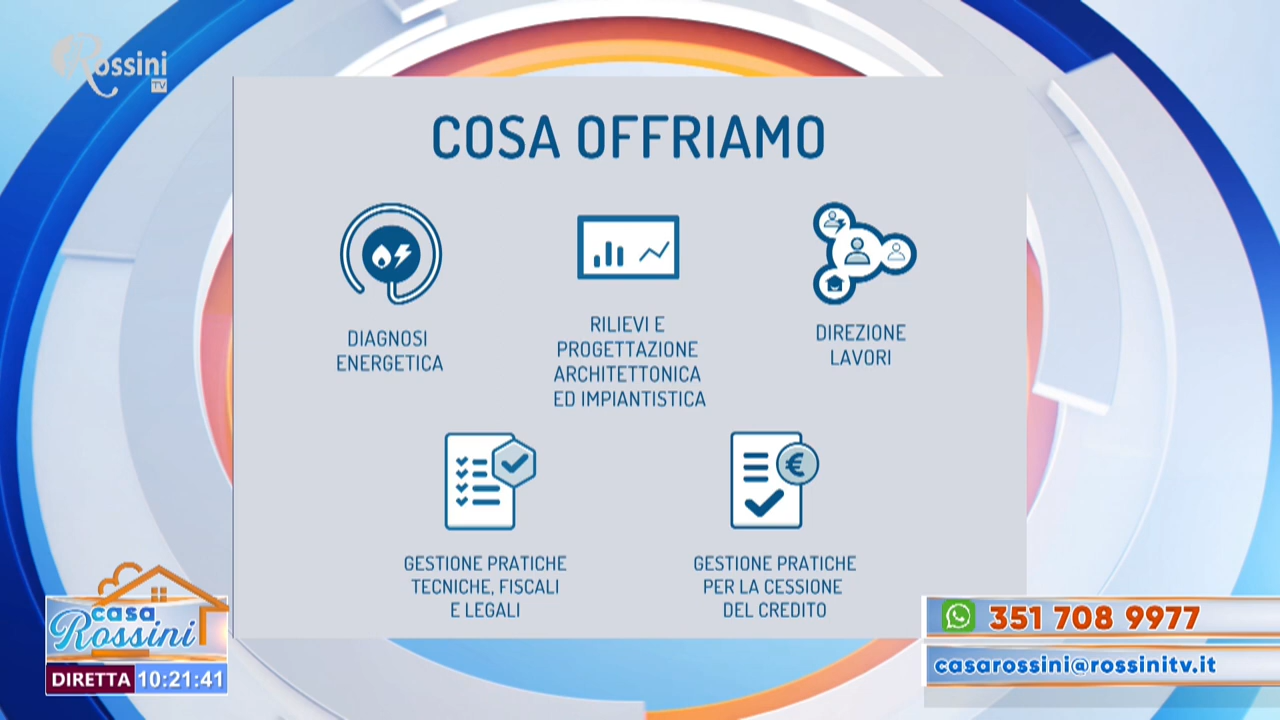 Rossini
TV
COSA OFFRIAMO
DIAGNOSI
ENERGETICA
RILIEVI E
PROGETTAZIONE
ARCHITETTONICA
ED IMPIANTISTICA
DIREZIONE
LAVORI
GESTIONE PRATICHE
TECNICHE, FISCALI
E LEGALI
€
GESTIONE PRATICHE
PER LA CESSIONE
DEL CREDITO
casa
Rossini
DIRETTA 10:21:41
351 708 9977
casarossini@rossinitv.it